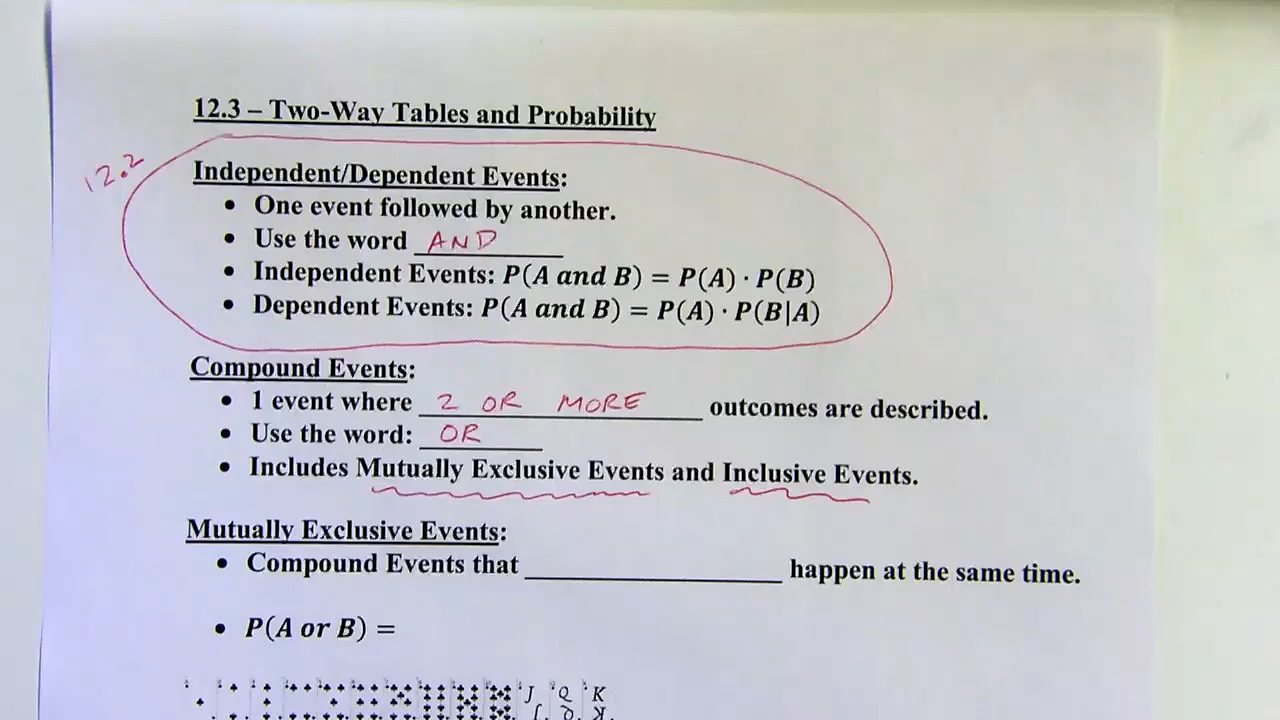 12.3 – Two-Way Tables and Probability
12.2
Independent/Dependent Events:
• One event followed by another.
• Use the word AND
• Independent Events: P(A and B) = P(A) · P(B)
• Dependent Events: P(A and B) = P(A) · P(B|A)
Compound Events:
• 1 event where 2 OR MORE outcomes are described.
• Use the word: OR
• Includes Mutually Exclusive Events and Inclusive Events.
Mutually Exclusive Events:
• Compound Events that ____________ happen at the same time.
• P(A or B) =
J Q K